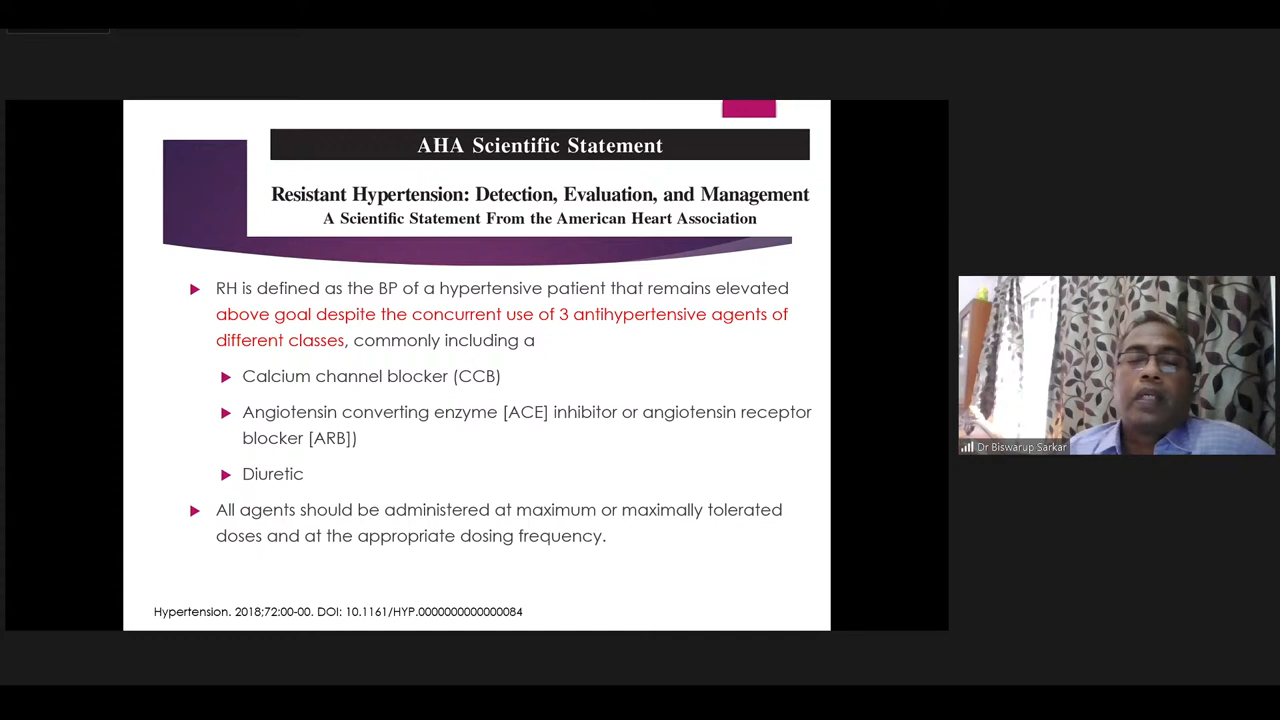 AHA Scientific Statement
Resistant Hypertension: Detection, Evaluation, and Management
A Scientific Statement From the American Heart Association
RH is defined as the BP of a hypertensive patient that remains elevated
above goal despite the concurrent use of 3 antihypertensive agents of
different classes, commonly including a
Calcium channel blocker (CCB)
Angiotensin converting enzyme [ACE] inhibitor or angiotensin receptor
blocker [ARB])
Diuretic
All agents should be administered at maximum or maximally tolerated
doses and at the appropriate dosing frequency.
Hypertension. 2018;72:00-00. DOI: 10.1161/HYP.0000000000000084
Dr Biswarup Sarkar